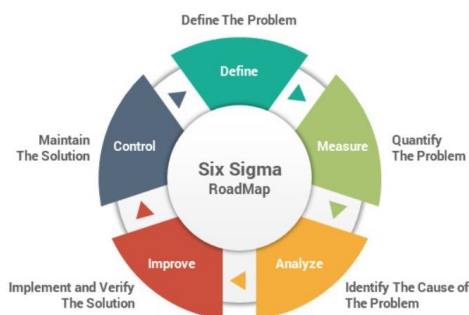 Define The Problem
Define
Measure
Quantify
The Problem
Analyze
Identify The Cause of
The Problem
Improve
Implement and Verify
The Solution
Control
Maintain
The Solution
Six Sigma
RoadMap